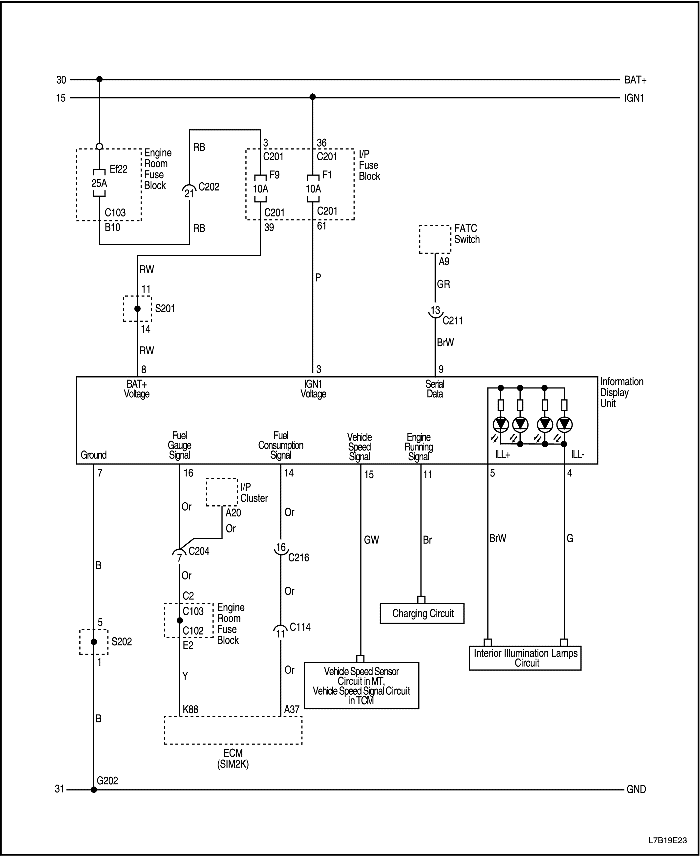 30 BAT+
15 IGN1
Engine
Room
Fuse
Block
Ef22
25A
C103
B10
RB
21 C202
RB
3
C201
F9
10A
C201
39
36
C201
F1
10A
C201
61
I/P
Fuse
Block
FATC
Switch
A9
GR
13
C211
BrW
RW
11
S201
14
RW
P
8
3
9
BAT+
Voltage
IGN1
Voltage
Serial
Data
Information
Display
Unit
Ground
Fuel
Gauge
Signal
Fuel
Consumption
Signal
Vehicle
Speed
Signal
Engine
Running
Signal
ILL+
ILL-
7
16
14
15
11
5
4
I/P
Cluster
A20
Or
Or
Or
7 C204
Or
16
C216
Or
11 C114
Or
GW
Br
BrW
G
B
5
S202
1
B
C2
C103
C102
E2
Engine
Room
Fuse
Block
Y
K88
A37
ECM
(SIM2K)
Charging Circuit
Vehicle Speed Sensor
Circuit in MT,
Vehicle Speed Signal Circuit
in TCM
Interior Illumination Lamps
Circuit
G202
31 GND
L7B19E23